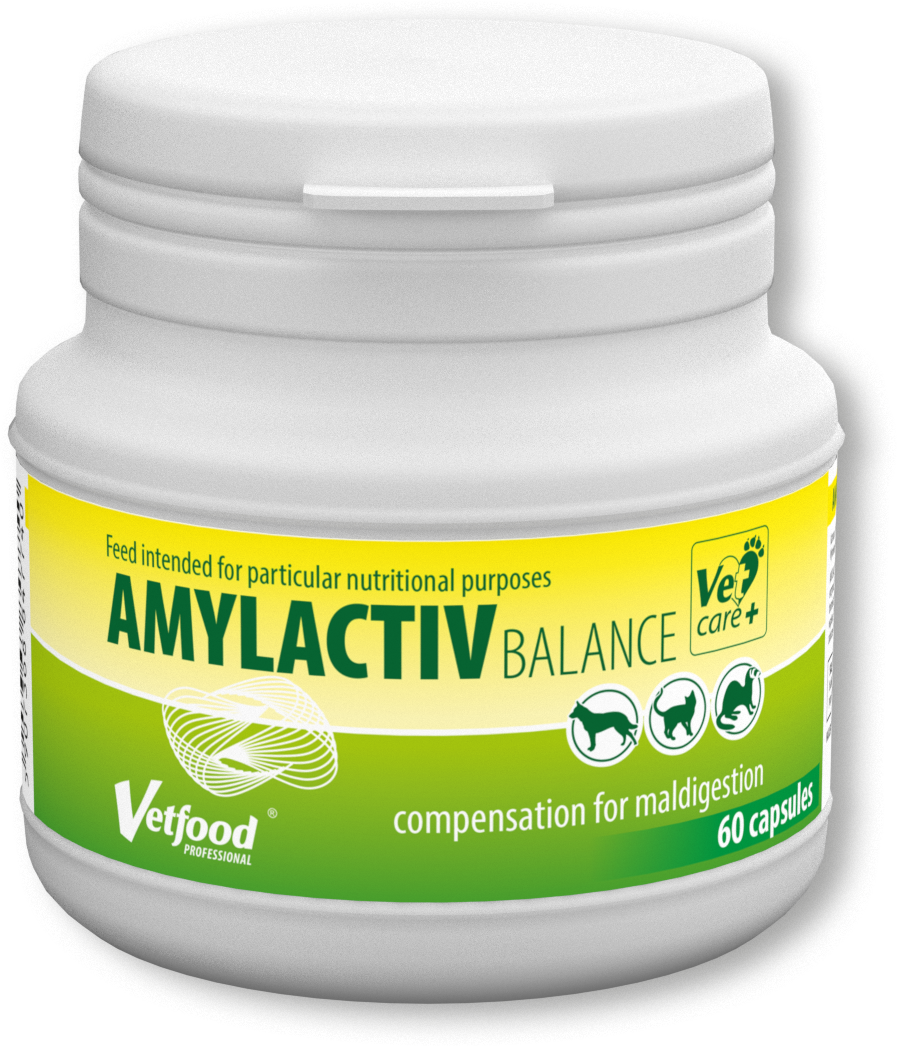 Feed intended for particular nutritional purposes
AMYLACTIV BALANCE
Vet
care+
compensation for maldigestion
60 capsules
Vetfood®
PROFESSIONAL